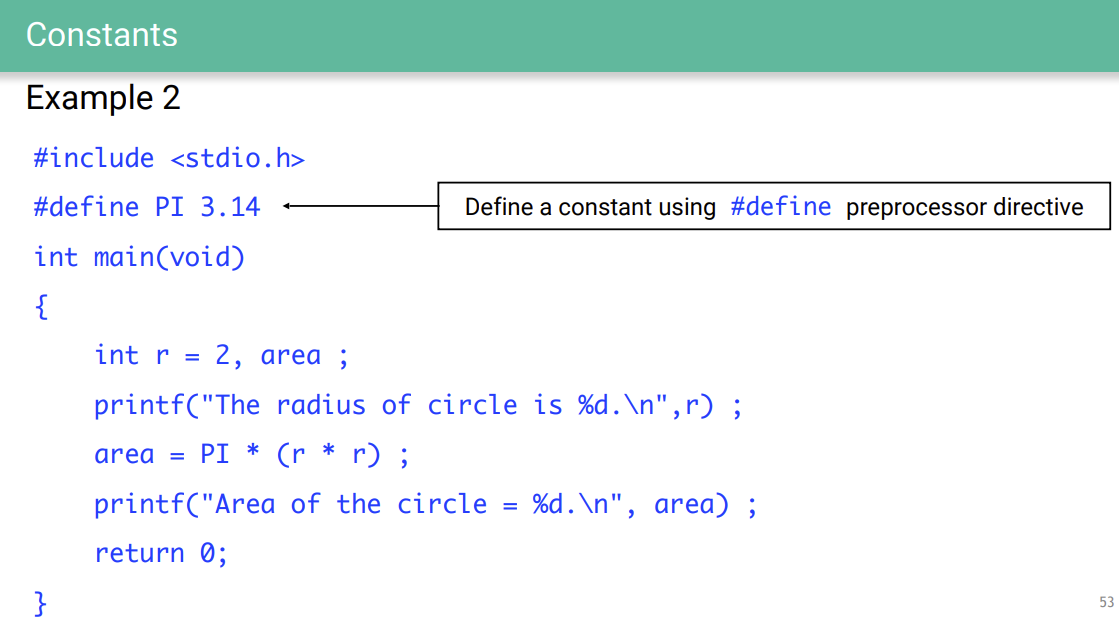 Constants
Example 2
#include <stdio.h>
#define PI 3.14
Define a constant using #define preprocessor directive
int main(void)
{
int r = 2, area ;
printf("The radius of circle is %d.\n",r) ;
area = PI * (r * r) ;
printf("Area of the circle = %d.\n", area) ;
return 0;
}
53